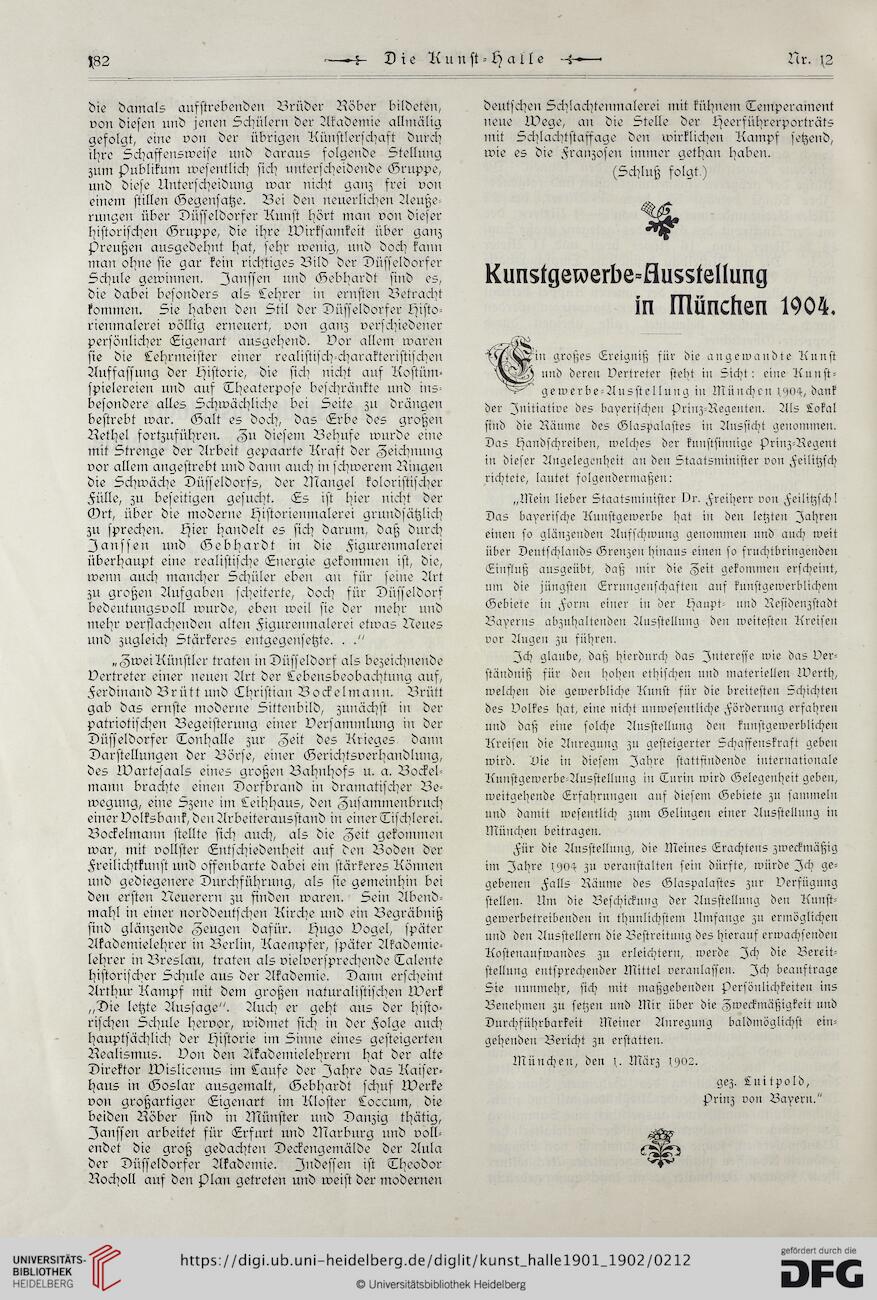 182
Die Kunst-Halle
Nr. 12
die damals aufstrebenden Brüder Röber bildeten,
von diesen und jenen Schülern der Akademie allmälig
gefolgt, eine von der übrigen Künstlerschaft durch
ihre Schaffensweise und daraus folgende Stellung
zum Publikum wesentlich sich unterscheidende Gruppe,
und diese Unterscheidung war nicht ganz frei von
einem stillen Gegensatze. Bei den neuerlichen Aeuße-
rungen über Düsseldorfer Kunst hört man von dieser
historischen Gruppe, die ihre Wirksamkeit über ganz
Preußen ausgedehnt hat, sehr wenig, und doch kann
man ohne sie gar kein richtiges Bild der Düsseldorfer
Schule gewinnen. Janssen und Gebhardt sind es,
die dabei besonders als Lehrer in ernsten Betracht
kommen. Sie haben den Stil der Düsseldorfer Histo-
rienmalerei völlig erneuert, von ganz verschiedener
persönlicher Eigenart ausgehend. Vor allem waren
sie die Lehrmeister einer realistisch-charakteristischen
Auffassung der Historie, die sich nicht auf Kostüm-
spielereien und auf Theaterpose beschränkte und ins-
besondere alles Schwächliche bei Seite zu drängen
bestrebt war. Galt es doch, das Erbe des großen
Rethel fortzuführen. Zu diesem Behufe wurde eine
mit Strenge der Arbeit gepaarte Kraft der Zeichnung
vor allem angestrebt und dann auch in schwerem Ringen
die Schwäche Düsseldorfs, der Mangel koloristischer
Fülle, zu beseitigen gesucht. Es ist hier nicht der
Ort, über die moderne Historienmalerei grundsätzlich
zu sprechen. Hier handelt es sich darum, daß durch
Janssen und Gebhardt in die Figurenmalerei
überhaupt eine realistische Energie gekommen ist, die,
wenn auch mancher Schüler eben an für seine Art
zu großen Aufgaben scheiterte, doch für Düsseldorf
bedeutungsvoll wurde, eben weil sie der mehr und
mehr verflachenden alten Figurenmalerei etwas Neues
und zugleich Stärkeres entgegensetzte. . ."
„Zwei Künstler traten in Düsseldorf als bezeichnende
Vertreter einer neuen Art der Lebensbeobachtung auf,
Ferdinand Brütt und Christian Bockelmann. Brütt
gab das ernste moderne Sittenbild, zunächst in der
patriotischen Begeisterung einer Versammlung in der
Düsseldorfer Tonhalle zur Zeit des Krieges dann
Darstellungen der Börse, einer Gerichtsverhandlung,
des Wartesaals eines großen Bahnhofs u. a. Bockel-
mann brachte einen Dorfbrand in dramatischer Be-
wegung, eine Szene im Leihhaus, den Zusammenbruch
einer Volksbank, den Arbeiterausstand in einer Tischlerei.
Bockelmann stellte sich auch, als die Zeit gekommen
war, mit vollster Entschiedenheit auf den Boden der
Freilichtkunst und offenbarte dabei ein stärkeres Können
und gediegenere Durchführung, als sie gemeinhin bei
den ersten Neuerern zu finden waren. Sein Abend-
mahl in einer norddeutschen Kirche und ein Begräbniß
sind glänzende Zeugen dafür. Hugo Vogel, später
Akademielehrer in Berlin, Kaempfer, später Akademie-
lehrer in Breslau, traten als vielversprechende Talente
historischer Schule aus der Akademie. Dann erscheint
Arthur Kampf mit dem großen naturalistischen Werk
„Die letzte Aussage". Auch er geht aus der histo-
rischen Schule hervor, widmet sich in der Folge auch
hauptsächlich der Historie im Sinne eines gesteigerten
Realismus. Von den Akademielehrern hat der alte
Direktor Wislicenus im Laufe der Jahre das Kaiser-
haus in Goslar ausgemalt, Gebhardt schuf Werke
von großartiger Eigenart im Kloster Loccum, die
beiden Röber sind in Münster und Danzig thätig,
Janssen arbeitet für Erfurt und Marburg und voll-
endet die groß gedachten Deckengemälde der Aula
der Düsseldorfer Akademie. Indessen ist Theodor
Rocholl auf den Plan getreten und weist der modernen
deutschen Schlachtenmalerei mit kühnem Temperament
neue Wege, an die Stelle der Heerführerporträts
mit Schlachtstaffage den wirklichen Kampf setzend,
wie es die Franzosen immer gethan haben.
(Schluß folgt.)
Kunstgewerbe-Ausstellung
in München 1904.
Ein großes Ereigniß für die angewandte Kunst
und deren Vertreter steht in Sicht: eine Kunst-
gewerbe-Ausstellung in München 1904, dank
der Initiative des bayerischen Prinz-Regenten. Als Lokal
sind die Räume des Glaspalastes in Aussicht genommen.
Das Handschreiben, welches der kunstsinnige Prinz-Regent
in dieser Angelegenheit an den Staatsminister von Feilitzsch
richtete, lautet folgendermaßen:
„Mein lieber Staatsminister Dr. Freiherr von Feilitzsch!
Das bayerische Kunstgewerbe hat in den letzten Jahren
einen so glänzenden Aufschwung genommen und auch weit
über Deutschlands Grenzen hinaus einen so fruchtbringenden
Einfluß ausgeübt, daß mir die Zeit gekommen erscheint,
um die jüngsten Errungenschaften auf kunstgewerblichem
Gebiete in Form einer in der Haupt- und Residenzstadt
Bayerns abzuhaltenden Ausstellung den weitesten Kreisen
vor Augen zu führen.
Ich glaube, daß hierdurch das Interesse wie das Ver-
ständniß für den hohen ethischen und materiellen Werth,
welchen die gewerbliche Kunst für die breitesten Schichten
des Volkes hat, eine nicht unwesentliche Förderung erfahren
und daß eine solche Ausstellung den kunstgewerblichen
Kreisen die Anregung zu gesteigerter Schaffenskraft geben
wird. Die in diesem Jahre stattfindende internationale
Kunstgewerbe-Ausstellung in Turin wird Gelegenheit geben,
weitgehende Erfahrungen auf diesem Gebiete zu sammeln
und damit wesentlich zum Gelingen einer Ausstellung in
München beitragen.
Für die Ausstellung, die Meines Erachtens zweckmäßig
im Jahre 1904 zu veranstalten sein dürfte, würde Ich ge-
gebenen Falls Räume des Glaspalastes zur Verfügung
stellen. Um die Beschickung der Ausstellung den Kunst-
gewerbetreibenden in thunlichstem Umfange zu ermöglichen
und den Ausstellern die Bestreitung des hierauf erwachsenden
Kostenaufwandes zu erleichtern, werde Ich die Bereit-
stellung entsprechender Mittel veranlassen. Ich beauftrage
Sie nunmehr, sich mit maßgebenden Persönlichkeiten ins
Benehmen zu setzen und Mir über die Zweckmäßigkeit und
Durchführbarkeit Meiner Anregung baldmöglichst ein-
gehenden Bericht zu erstatten.
München, den 1. März 1902.
gez. Luitpold,
Prinz von Bayern."
UNIVERSITÄTS-
BIBLIOTHEK
HEIDELBERG
https://digi.ub.uni-heidelberg.de/diglit/kunst_halle1901_1902/0212
© Universitätsbibliothek Heidelberg
gefördert durch die
DFG